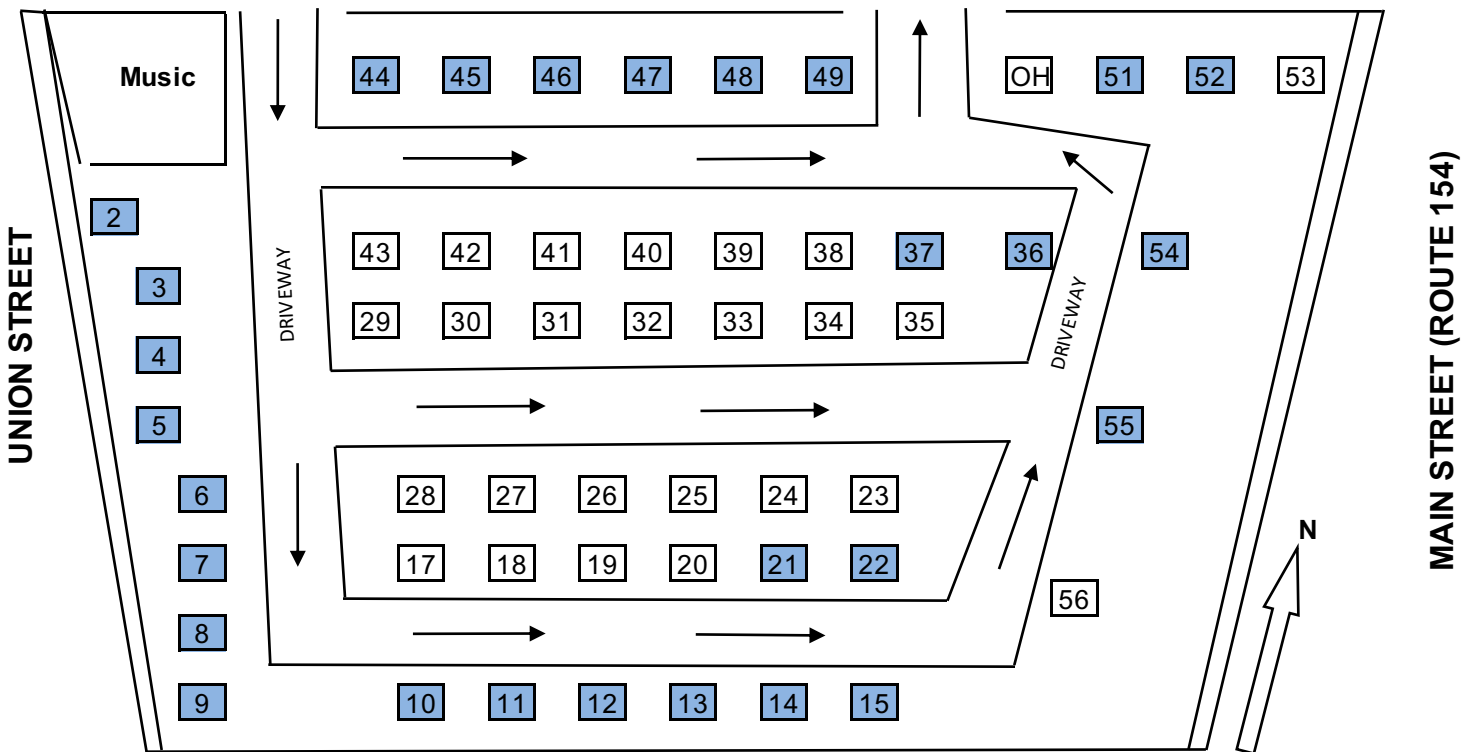 Music
44 45 46 47 48 49
OH 51 52 53
2
3
4
5
6
7
8
9
UNION STREET
DRIVEWAY
43 42 41 40 39 38 37 36 54
29 30 31 32 33 34 35
DRIVEWAY
55
28 27 26 25 24 23
17 18 19 20 21 22
56
10 11 12 13 14 15
N
MAIN STREET (ROUTE 154)